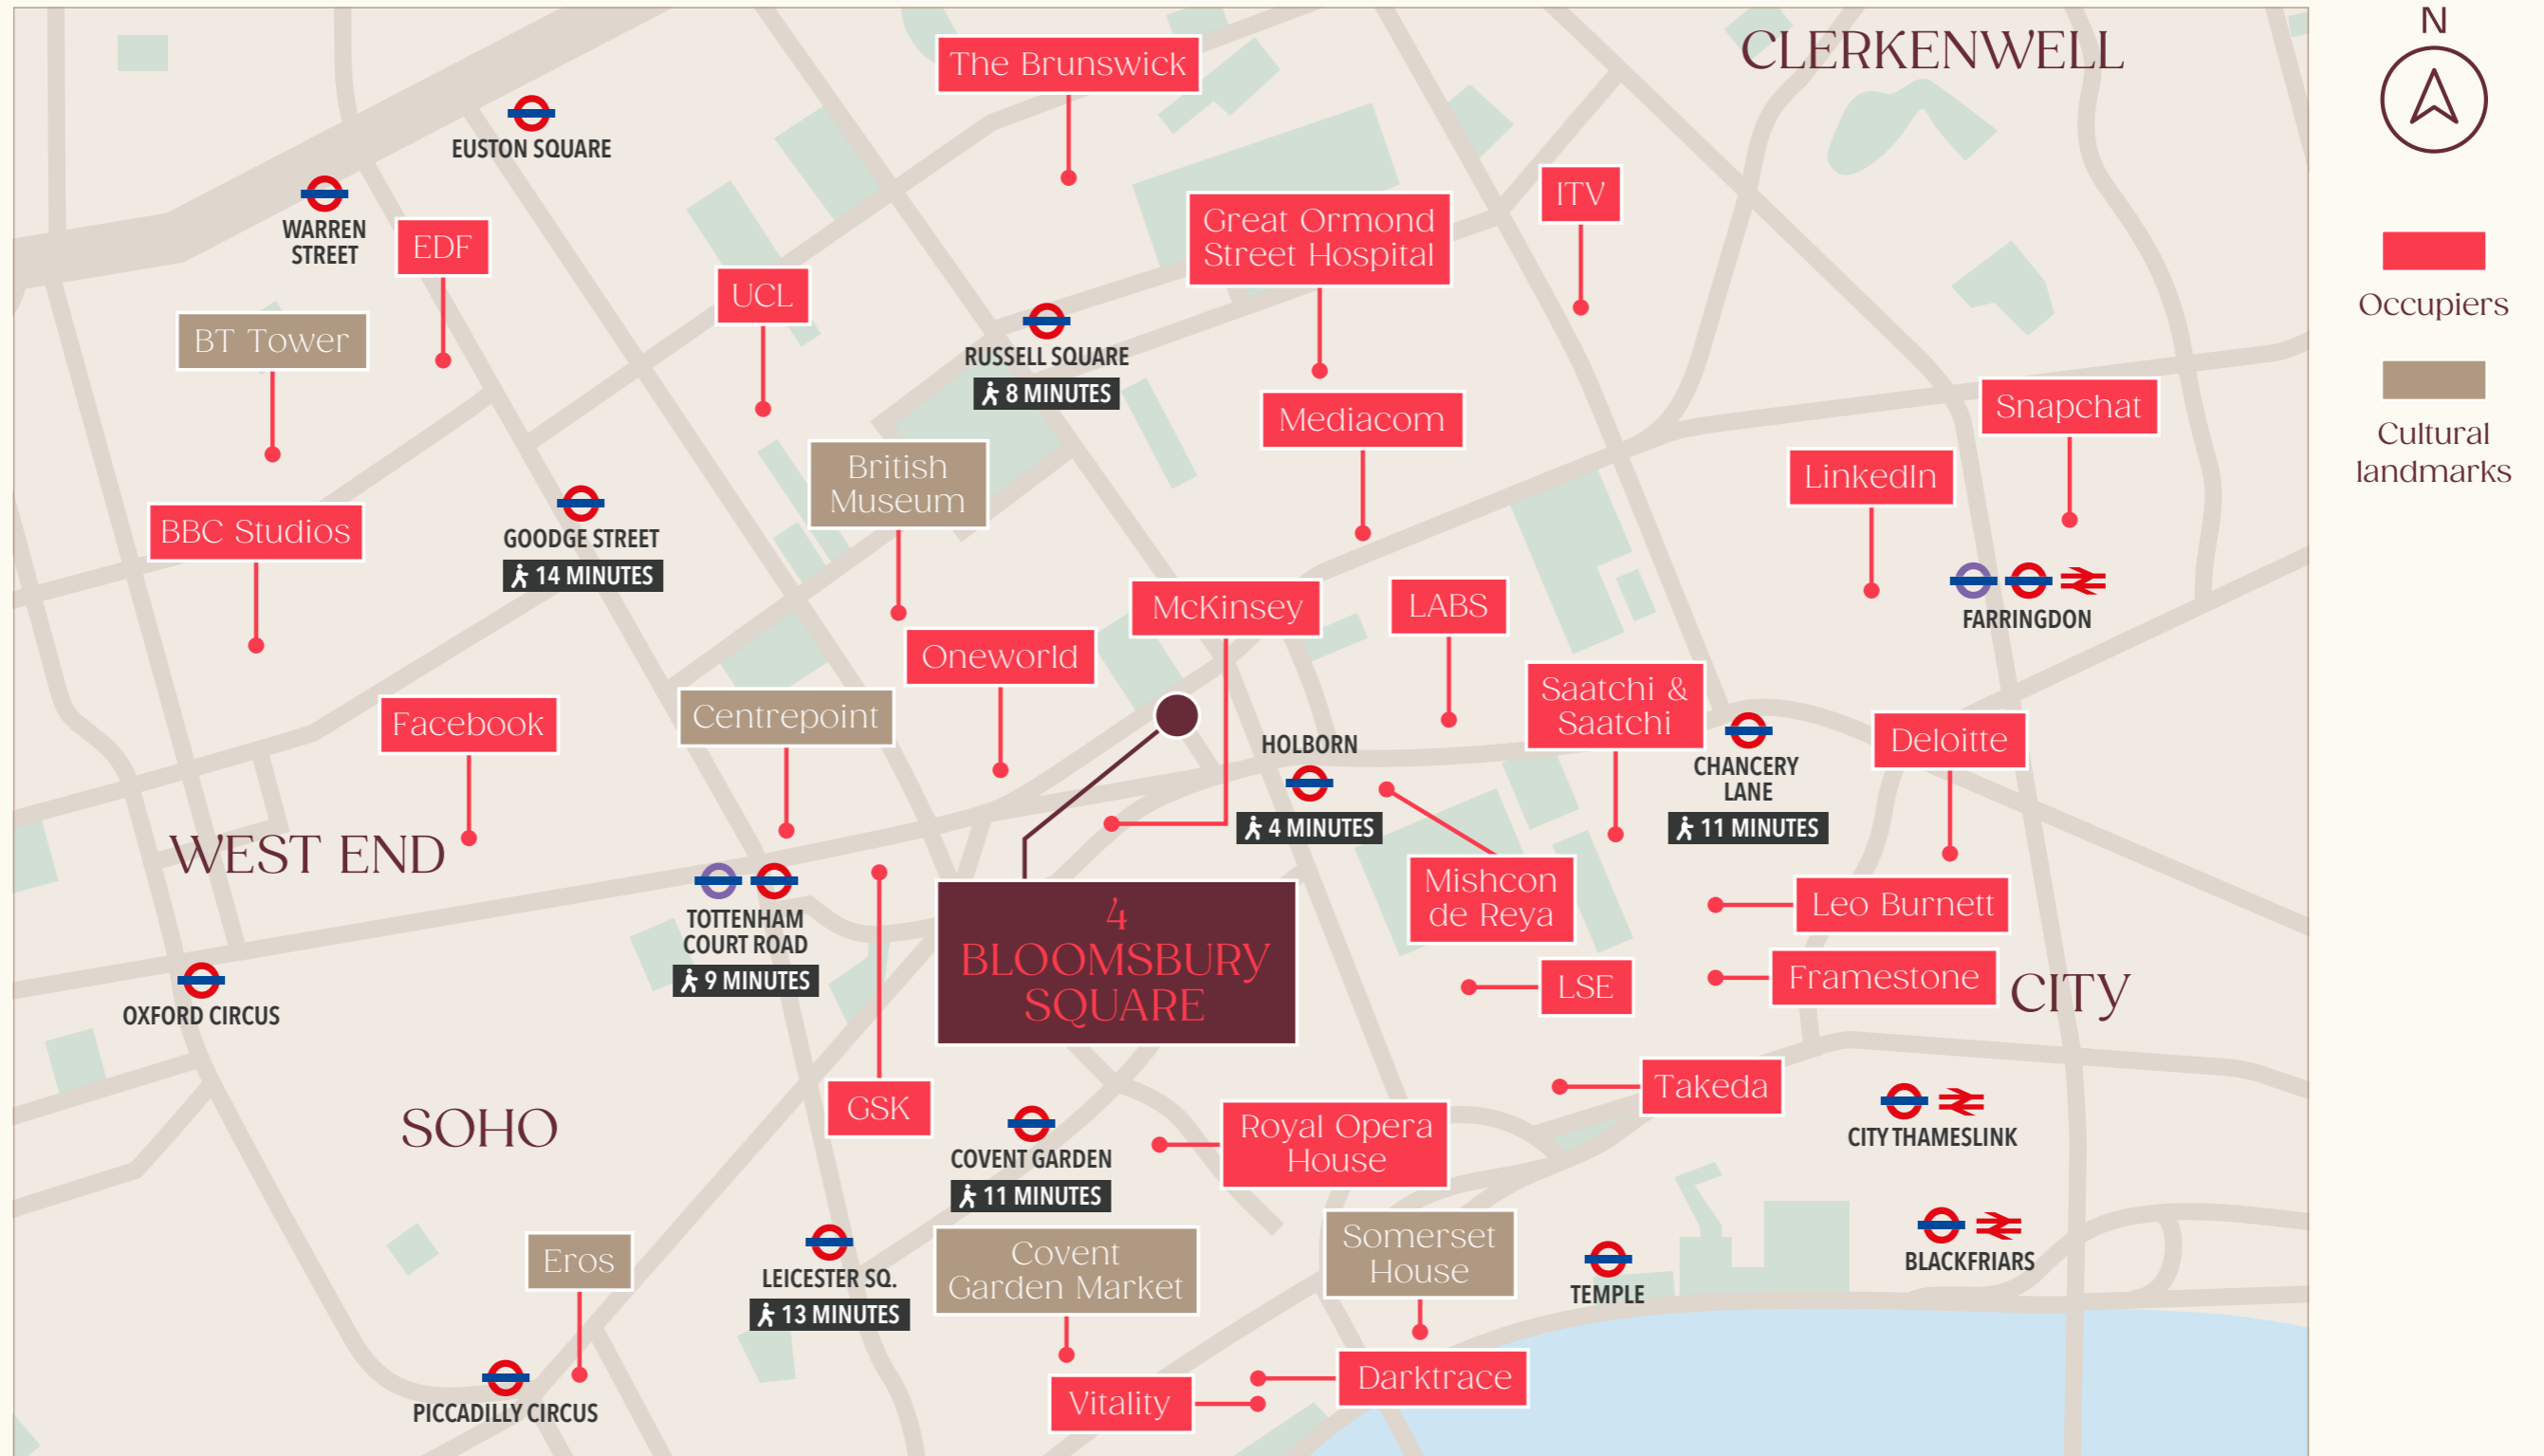 CLERKENWELL
N
The Brunswick
EUSTON SQUARE
WARREN
STREET
EDF
ITV
Great Ormond
Street Hospital
UCL
Occupiers
BT Tower
RUSSELL SQUARE
8 MINUTES
Mediacom
Snapchat
Cultural
landmarks
British
Museum
LinkedIn
BBC Studios
GOODGE STREET
14 MINUTES
McKinsey
LABS
FARRINGDON
Oneworld
Saatchi &
Saatchi
Facebook
Centrepoint
HOLBORN
4 MINUTES
CHANCERY
LANE
11 MINUTES
Deloitte
WEST END
Mishcon
de Reya
Leo Burnett
TOTTENHAM
COURT ROAD
9 MINUTES
4
BLOOMSBURY
SQUARE
LSE
Framestone
CITY
OXFORD CIRCUS
Takeda
SOHO
GSK
COVENT GARDEN
11 MINUTES
Royal Opera
House
CITY THAMESLINK
Eros
LEICESTER SQ.
13 MINUTES
Covent
Garden Market
Somerset
House
TEMPLE
BLACKFRIARS
PICCADILLY CIRCUS
Vitality
Darktrace